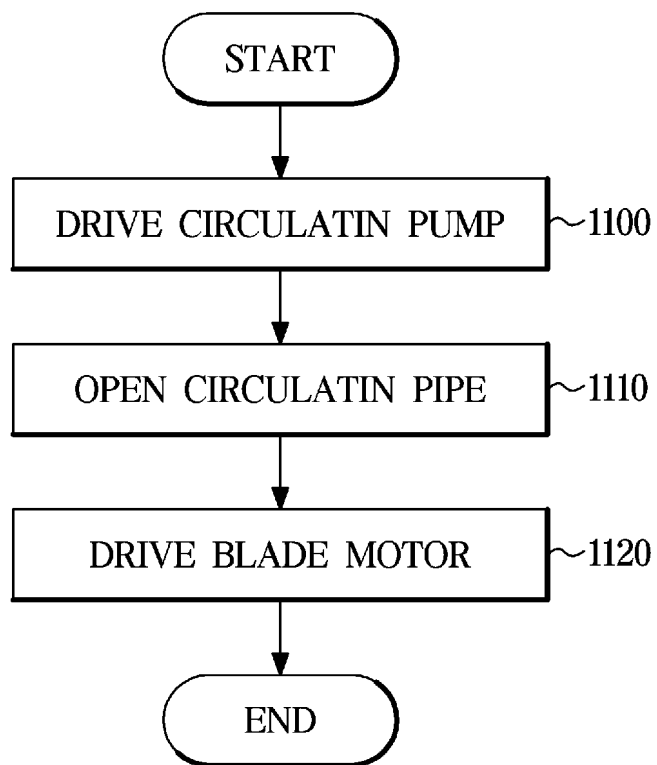 START
DRIVE CIRCULATIN PUMP
1100
OPEN CIRCULATIN PIPE
1110
DRIVE BLADE MOTOR
1120
END